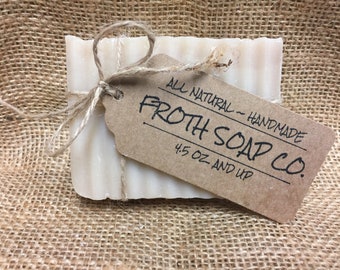 ALL NATURAL ~ HANDMADE
FROTH SOAP CO.
4.5 OZ AND UP